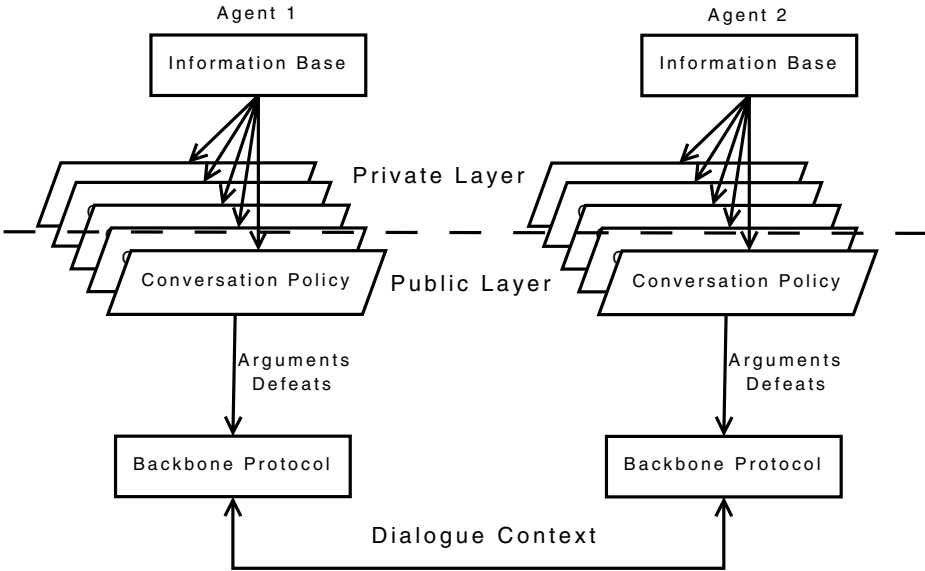 Agent 1
Agent 2
Information Base
Information Base
Private Layer
Conversation Policy
Public Layer
Conversation Policy
Arguments
Defeats
Arguments
Defeats
Backbone Protocol
Backbone Protocol
Dialogue Context